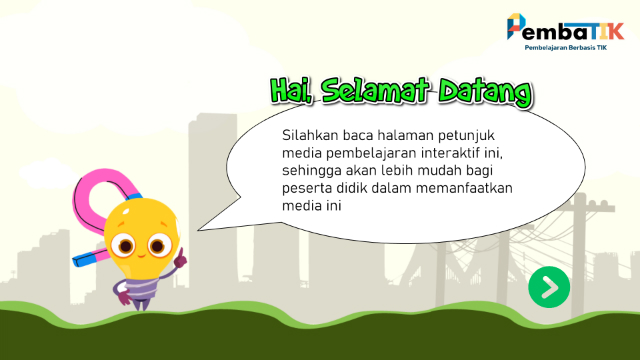 PembaTIK
Pembelajaran Berbasis TIK
Hai, Selamat Datang
Silahkan baca halaman petunjuk
media pembelajaran interaktif ini,
sehingga akan lebih mudah bagi
peserta didik dalam memanfaatkan
media ini